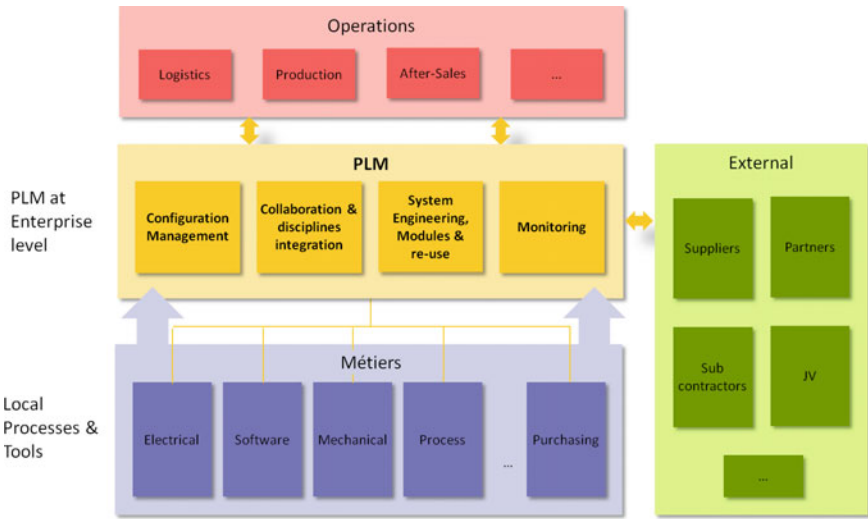 Operations
Logistics
Production
After-Sales
...
PLM at
Enterprise
level
PLM
Configuration
Management
Collaboration &
disciplines
integration
System
Engineering,
Modules &
re-use
Monitoring
External
Suppliers
Partners
Sub
contractors
JV
...
Local
Processes &
Tools
Métiers
Electrical
Software
Mechanical
Process
...
Purchasing